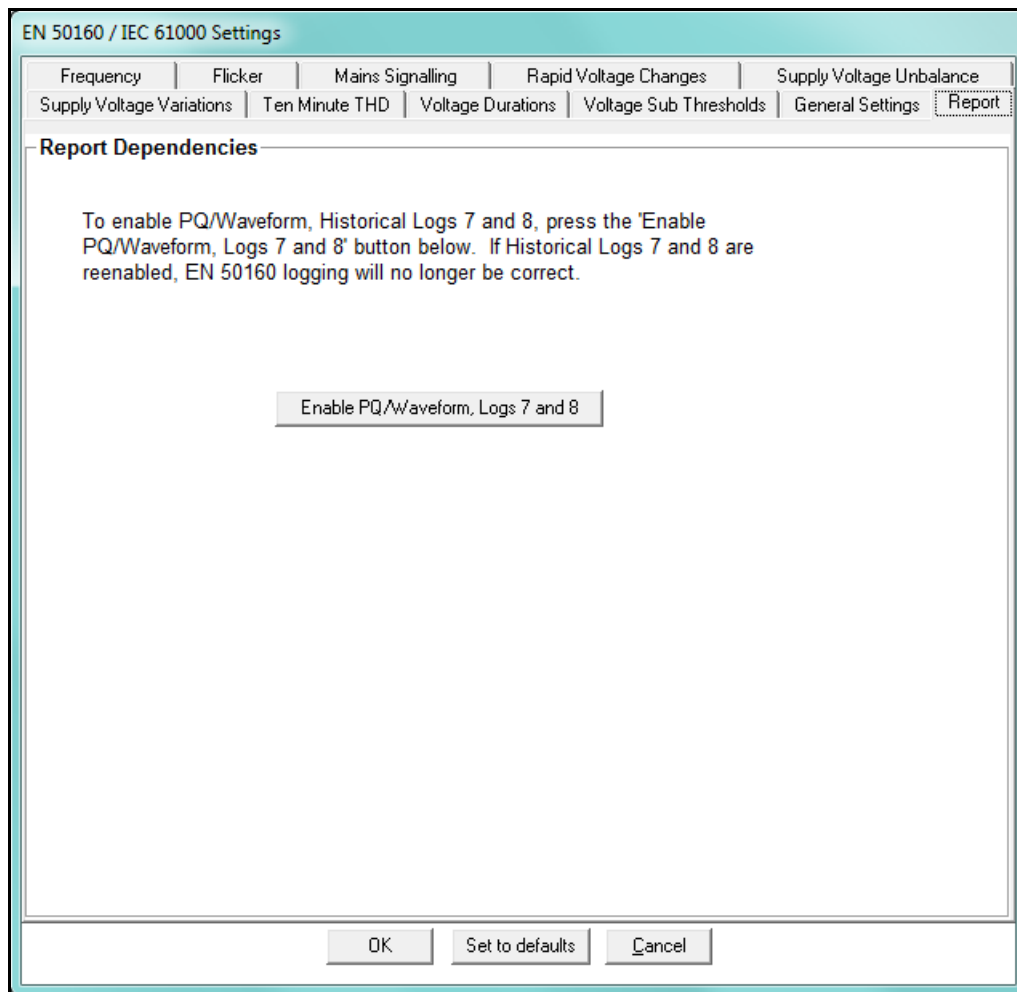 EN 50160 / IEC 61000 Settings
Frequency Flicker Mains Signalling Rapid Voltage Changes Supply Voltage Unbalance
Supply Voltage Variations Ten Minute THD Voltage Durations Voltage Sub Thresholds General Settings Report
Report Dependencies
To enable PQ/Waveform, Historical Logs 7 and 8, press the 'Enable
PQ/Waveform, Logs 7 and 8' button below.  If Historical Logs 7 and 8 are
reenabled, EN 50160 logging will no longer be correct.
Enable PQ/Waveform, Logs 7 and 8
OK Set to defaults Cancel